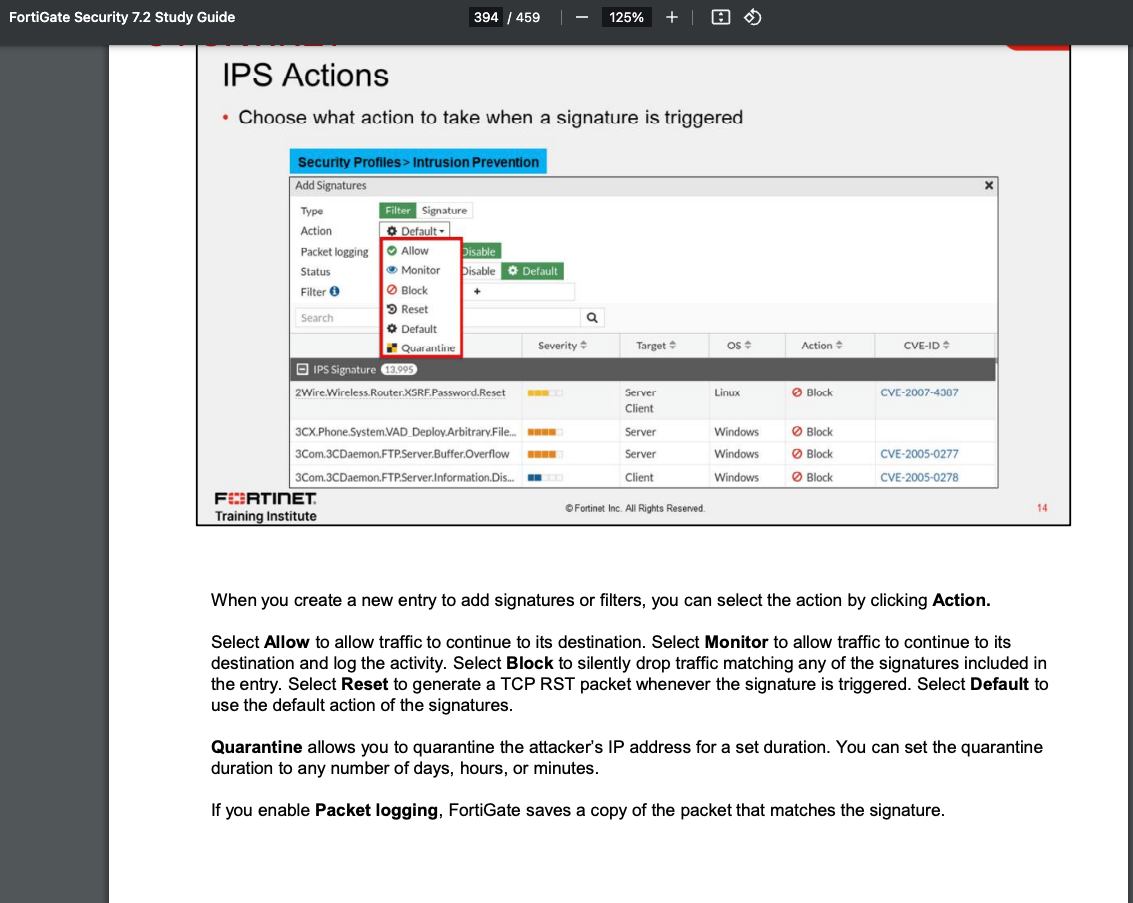 FortiGate Security 7.2 Study Guide
394 / 459
125%
IPS Actions
• Choose what action to take when a signature is triggered
Security Profiles > Intrusion Prevention
Add Signatures
Type Filter Signature
Action Default
Packet logging Disable
Status Disable Default
Filter +
Allow
Monitor
Block
Reset
Default
Quarantine
Search
Severity Target OS Action CVE-ID
IPS Signature 13,995
2Wire.Wireless.Router.XSRF.Password.Reset Server Linux Block CVE-2007-4387
Client
3CX.Phone.System.VAD_Deploy.Arbitrary.File... Server Windows Block
3Com.3CDaemon.FTP.Server.Buffer.Overflow Server Windows Block CVE-2005-0277
3Com.3CDaemon.FTP.Server.Information.Dis... Client Windows Block CVE-2005-0278
FORTINET
Training Institute
© Fortinet Inc. All Rights Reserved.
14
When you create a new entry to add signatures or filters, you can select the action by clicking Action.
Select Allow to allow traffic to continue to its destination. Select Monitor to allow traffic to continue to its
destination and log the activity. Select Block to silently drop traffic matching any of the signatures included in
the entry. Select Reset to generate a TCP RST packet whenever the signature is triggered. Select Default to
use the default action of the signatures.
Quarantine allows you to quarantine the attacker's IP address for a set duration. You can set the quarantine
duration to any number of days, hours, or minutes.
If you enable Packet logging, FortiGate saves a copy of the packet that matches the signature.